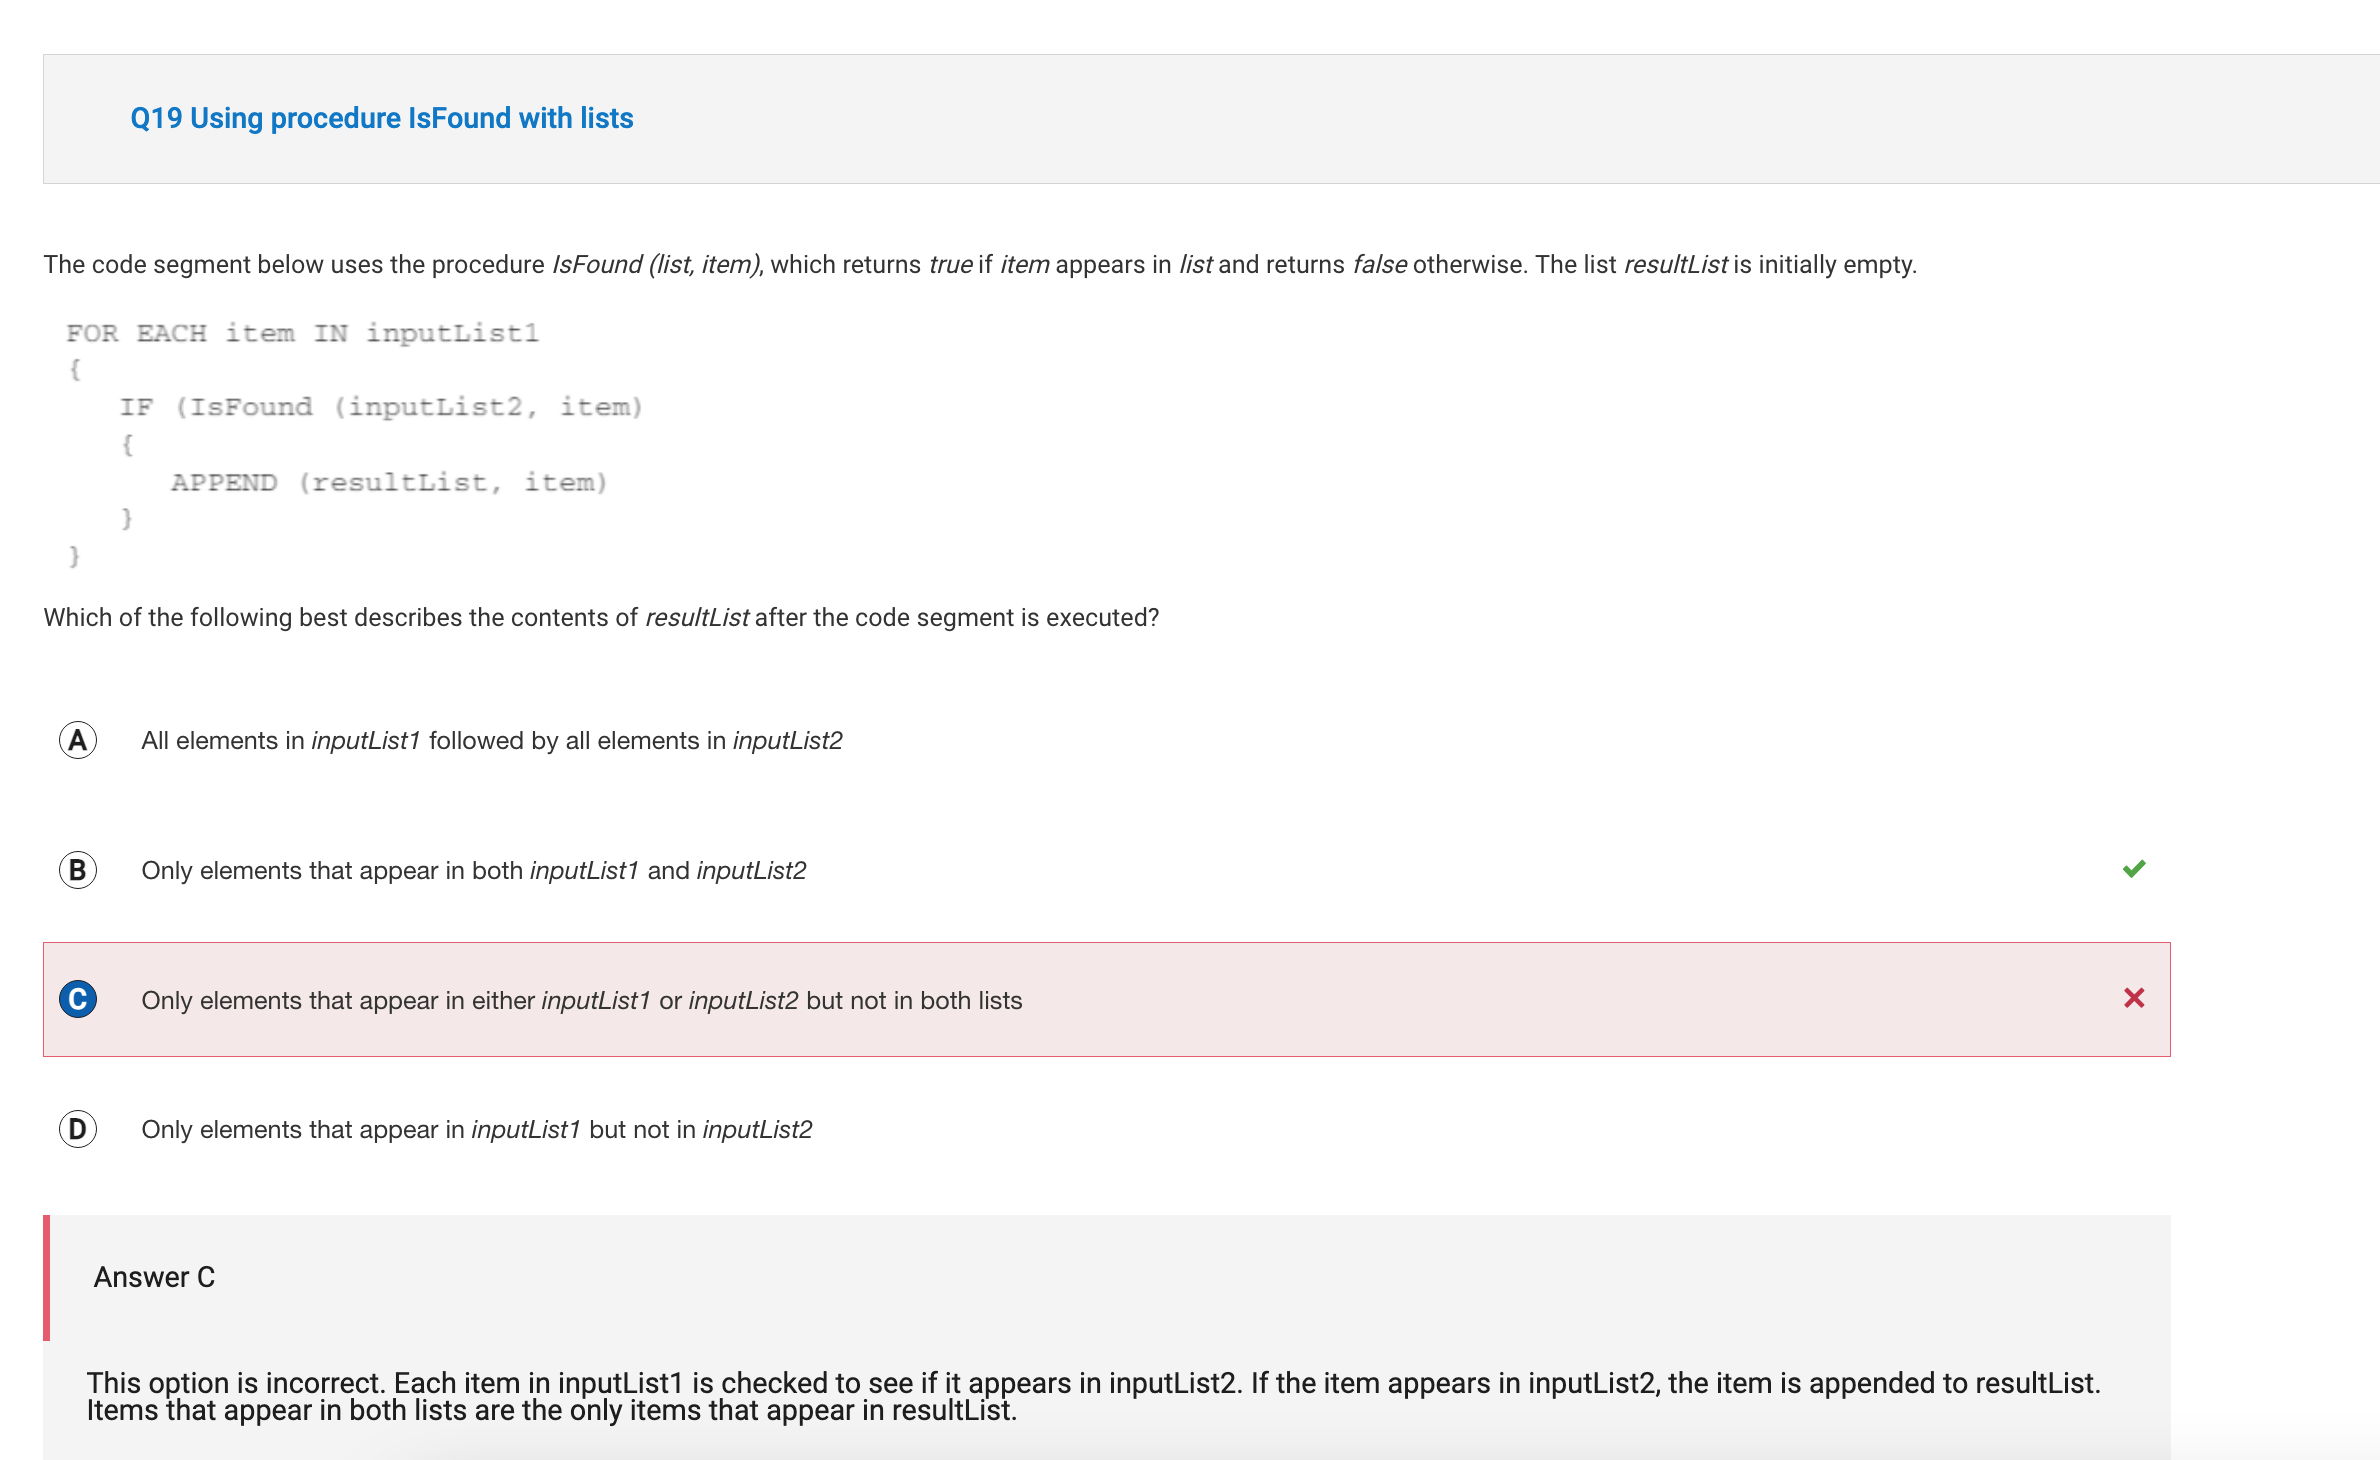 Q19 Using procedure IsFound with lists
The code segment below uses the procedure IsFound (list, item), which returns true if item appears in list and returns false otherwise. The list resultList is initially empty.
FOR EACH item IN inputList1
{
IF (IsFound (inputList2, item)
{
APPEND (resultList, item)
}
}
Which of the following best describes the contents of resultList after the code segment is executed?
A All elements in inputList1 followed by all elements in inputList2
B Only elements that appear in both inputList1 and inputList2
C Only elements that appear in either inputList1 or inputList2 but not in both lists
D Only elements that appear in inputList1 but not in inputList2
Answer C
This option is incorrect. Each item in inputList1 is checked to see if it appears in inputList2. If the item appears in inputList2, the item is appended to resultList.
Items that appear in both lists are the only items that appear in resultList.